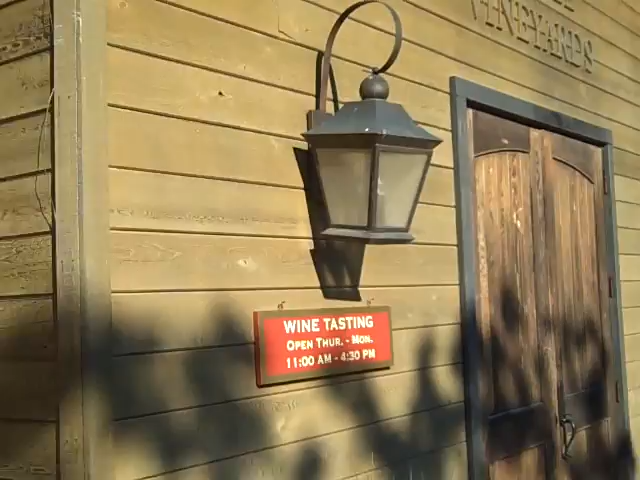 VINEYARDS
WINE TASTING
OPEN THUR. - MON.
11:00 AM - 4:30 PM